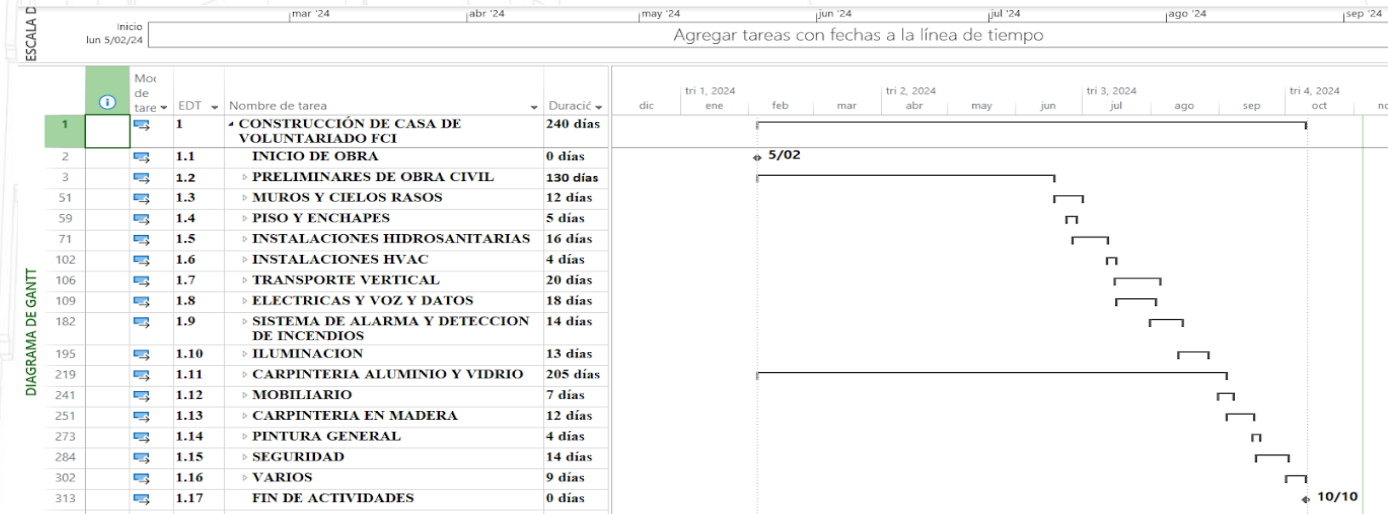 ESCALA D
mar '24 abr '24 may '24 jun '24 jul '24 ago '24 sep '24
Inicio
lun 5/02/24
Agregar tareas con fechas a la línea de tiempo
DIAGRAMA DE GANTT
Moc
de
tare EDT Nombre de tarea Duració
tri 1, 2024 tri 2, 2024 tri 3, 2024 tri 4, 2024
dic ene feb mar abr may jun jul ago sep oct no
1 1 CONSTRUCCIÓN DE CASA DE 240 días
VOLUNTARIADO FCI
2 1.1 INICIO DE OBRA 0 días 5/02
3 1.2 PRELIMINARES DE OBRA CIVIL 130 días
51 1.3 MUROS Y CIELOS RASOS 12 días
59 1.4 PISO Y ENCHAPES 5 días
71 1.5 INSTALACIONES HIDROSANITARIAS 16 días
102 1.6 INSTALACIONES HVAC 4 días
106 1.7 TRANSPORTE VERTICAL 20 días
109 1.8 ELECTRICAS Y VOZ Y DATOS 18 días
182 1.9 SISTEMA DE ALARMA Y DETECCION 14 días
DE INCENDIOS
195 1.10 ILUMINACION 13 días
219 1.11 CARPINTERIA ALUMINIO Y VIDRIO 205 días
241 1.12 MOBILIARIO 7 días
251 1.13 CARPINTERIA EN MADERA 12 días
273 1.14 PINTURA GENERAL 4 días
284 1.15 SEGURIDAD 14 días
302 1.16 VARIOS 9 días
313 1.17 FIN DE ACTIVIDADES 0 días 10/10